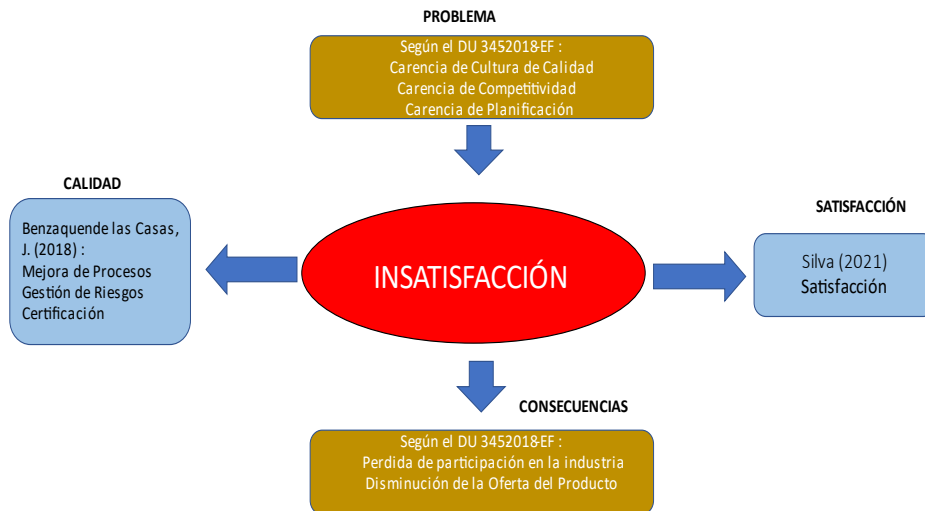 PROBLEMA
Según el DU 3452018-EF :
Carencia de Cultura de Calidad
Carencia de Competitividad
Carencia de Planificación
CALIDAD
Benzaquende las Casas,
J. (2018) :
Mejora de Procesos
Gestión de Riesgos
Certificación
INSATISFACCIÓN
SATISFACCIÓN
Silva (2021)
Satisfacción
CONSECUENCIAS
Según el DU 3452018-EF :
Perdida de participación en la industria
Disminución de la Oferta del Producto